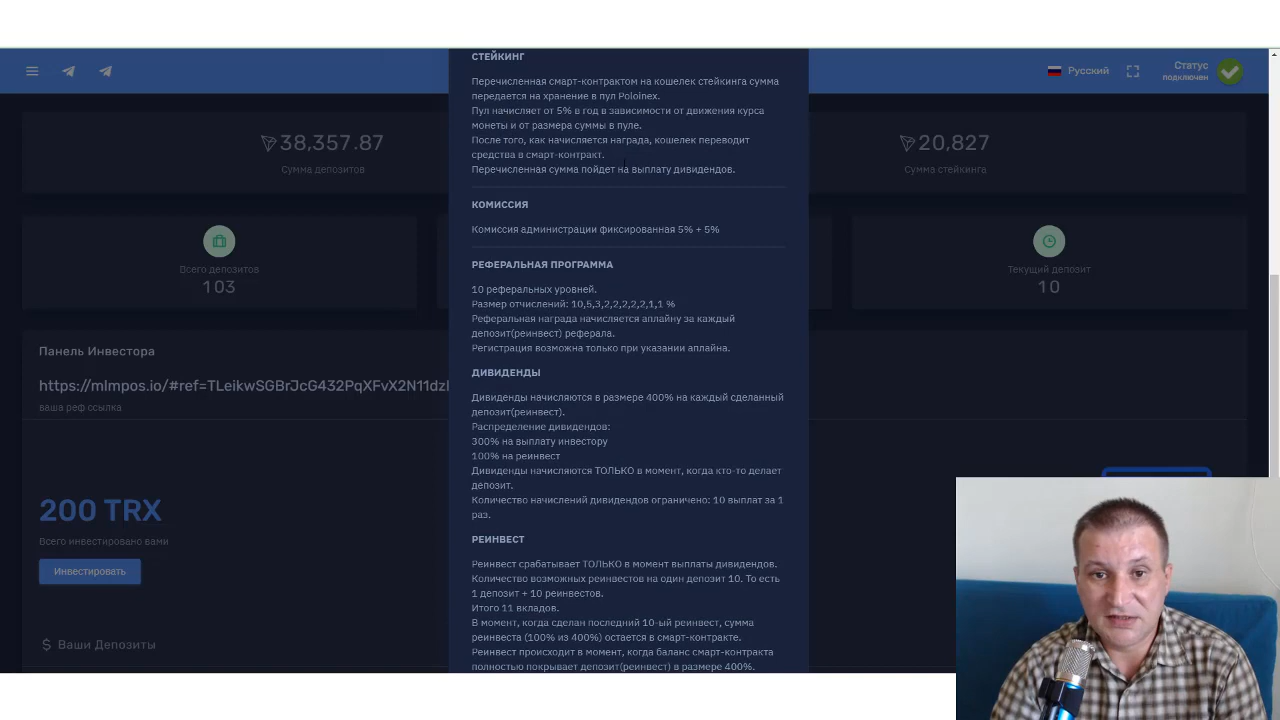 СТЕЙКИНГ
Перечисленная смарт-контрактом на кошелек стейкинга сумма
передается на хранение в пул Poloinex.
Пул начисляет от 5% в год в зависимости от движения курса
монеты и от размера суммы в пуле.
После того, как начисляется награда, кошелек переводит
средства в смарт-контракт.
Перечисленная сумма пойдет на выплату дивидендов.
КОМИССИЯ
Комиссия администрации фиксированная 5% + 5%
РЕФЕРАЛЬНАЯ ПРОГРАММА
10 реферальных уровней.
Размер отчислений: 10,5,3,2,2,2,2,2,1,1 %
Реферальная награда начисляется аплайну за каждый
депозит(реинвест) реферала.
Регистрация возможна только при указании аплайна.
ДИВИДЕНДЫ
Дивиденды начисляются в размере 400% на каждый сделанный
депозит(реинвест).
Распределение дивидендов:
300% на выплату инвестору
100% на реинвест
Дивиденды начисляются ТОЛЬКО в момент, когда кто-то делает
депозит.
Количество начислений дивидендов ограничено: 10 выплат за 1
раз.
РЕИНВЕСТ
Реинвест срабатывает ТОЛЬКО в момент выплаты дивидендов.
Количество возможных реинвестов на один депозит 10. То есть
1 депозит + 10 реинвестов.
Итого 11 вкладов.
В момент, когда сделан последний 10-ый реинвест, сумма
реинвеста (100% из 400%) остается в смарт-контракте.
Реинвест происходит в момент, когда баланс смарт-контракта
полностью покрывает депозит(реинвест) в размере 400%.
Русский
Статус
подключен
38,357.87
Сумма депозитов
20,827
Сумма стейкинга
Всего депозитов
103
Текущий депозит
10
Панель Инвестора
https://mlmpos.io/#ref=TLeikwSGBrJcG432PqXFvX2N11dz
ваша реф ссылка
200 TRX
Всего инвестировано вами
Инвестировать
$ Ваши Депозиты